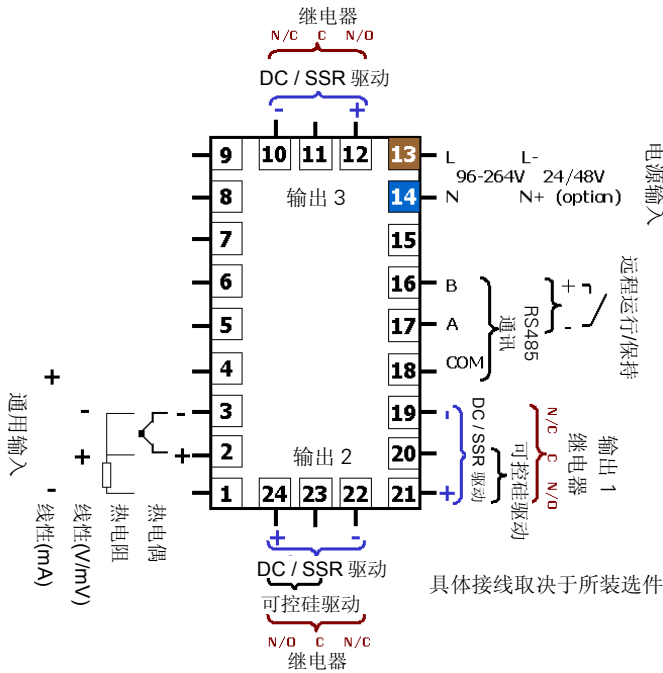 继电器
N/C C N/O
DC / SSR 驱动
- +
9 10 11 12 13 L L-
96-264V 24/48V
8 输出 3 14 N N+ (option)
电源输入
7 15
6 16 B
5 17 A
4 18 COM
通讯
RS485
+
-
远程运行/保持
3 19 -
2 输出 2 20
1 24 23 22 21 +
DC / SSR 驱动
可控硅驱动
N/C C N/O
继电器
输出 1
+
- -
+ +
-
通用输入
线性(mA)
线性(V/mV)
热电阻
热电偶
+ -
DC / SSR 驱动
可控硅驱动
N/O C N/C
继电器
具体接线取决于所装选件